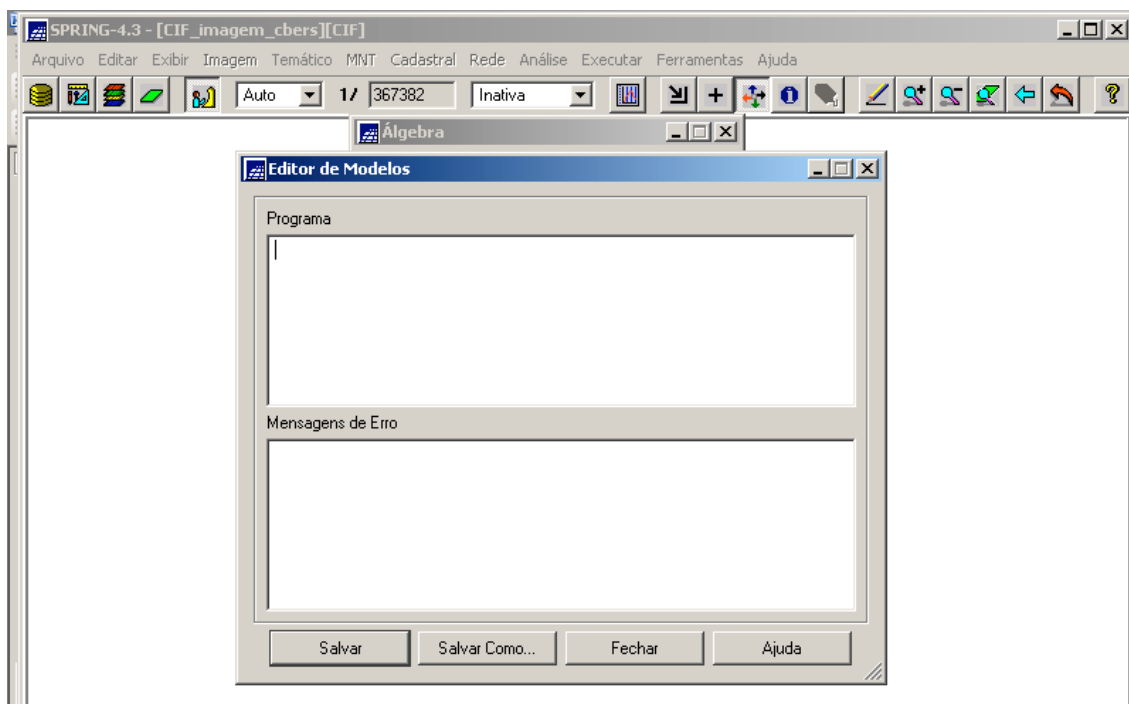 SPRING-4.3 - [CIF_imagem_cbers][CIF]
Arquivo Editar Exibir Imagem Temático MNT Cadastral Rede Análise Executar Ferramentas Ajuda
Auto 1/ 367382 Inativa
Álgebra
Editor de Modelos
Programa
Mensagens de Erro
Salvar Salvar Como... Fechar Ajuda